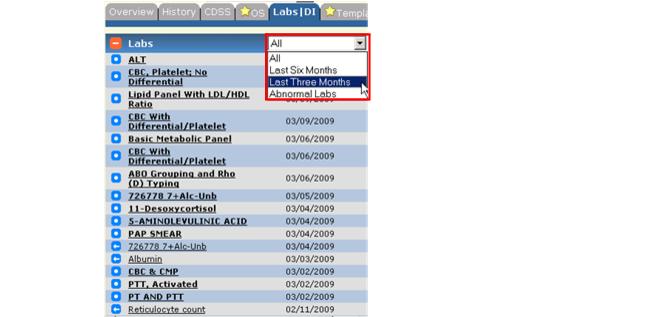 Overview History CDSS OS Labs|DI Templa
Labs All
All
Last Six Months
Last Three Months
Abnormal Labs
ALT
CBC, Platelet; No
Differential
Lipid Panel With LDL/HDL
Ratio
CBC With
Differential/Platelet 03/09/2009
Basic Metabolic Panel 03/06/2009
CBC With
Differential/Platelet 03/06/2009
ABO Grouping and Rho
(D) Typing 03/06/2009
726778 7+Alc-Unb 03/05/2009
11-Desoxycortisol 03/04/2009
5-AMINOLEVULINIC ACID 03/04/2009
PAP SMEAR 03/04/2009
726778 7+Alc-Unb 03/04/2009
Albumin 03/03/2009
CBC & CMP 03/02/2009
PTT, Activated 03/02/2009
PT AND PTT 03/02/2009
Reticulocyte count 02/11/2009